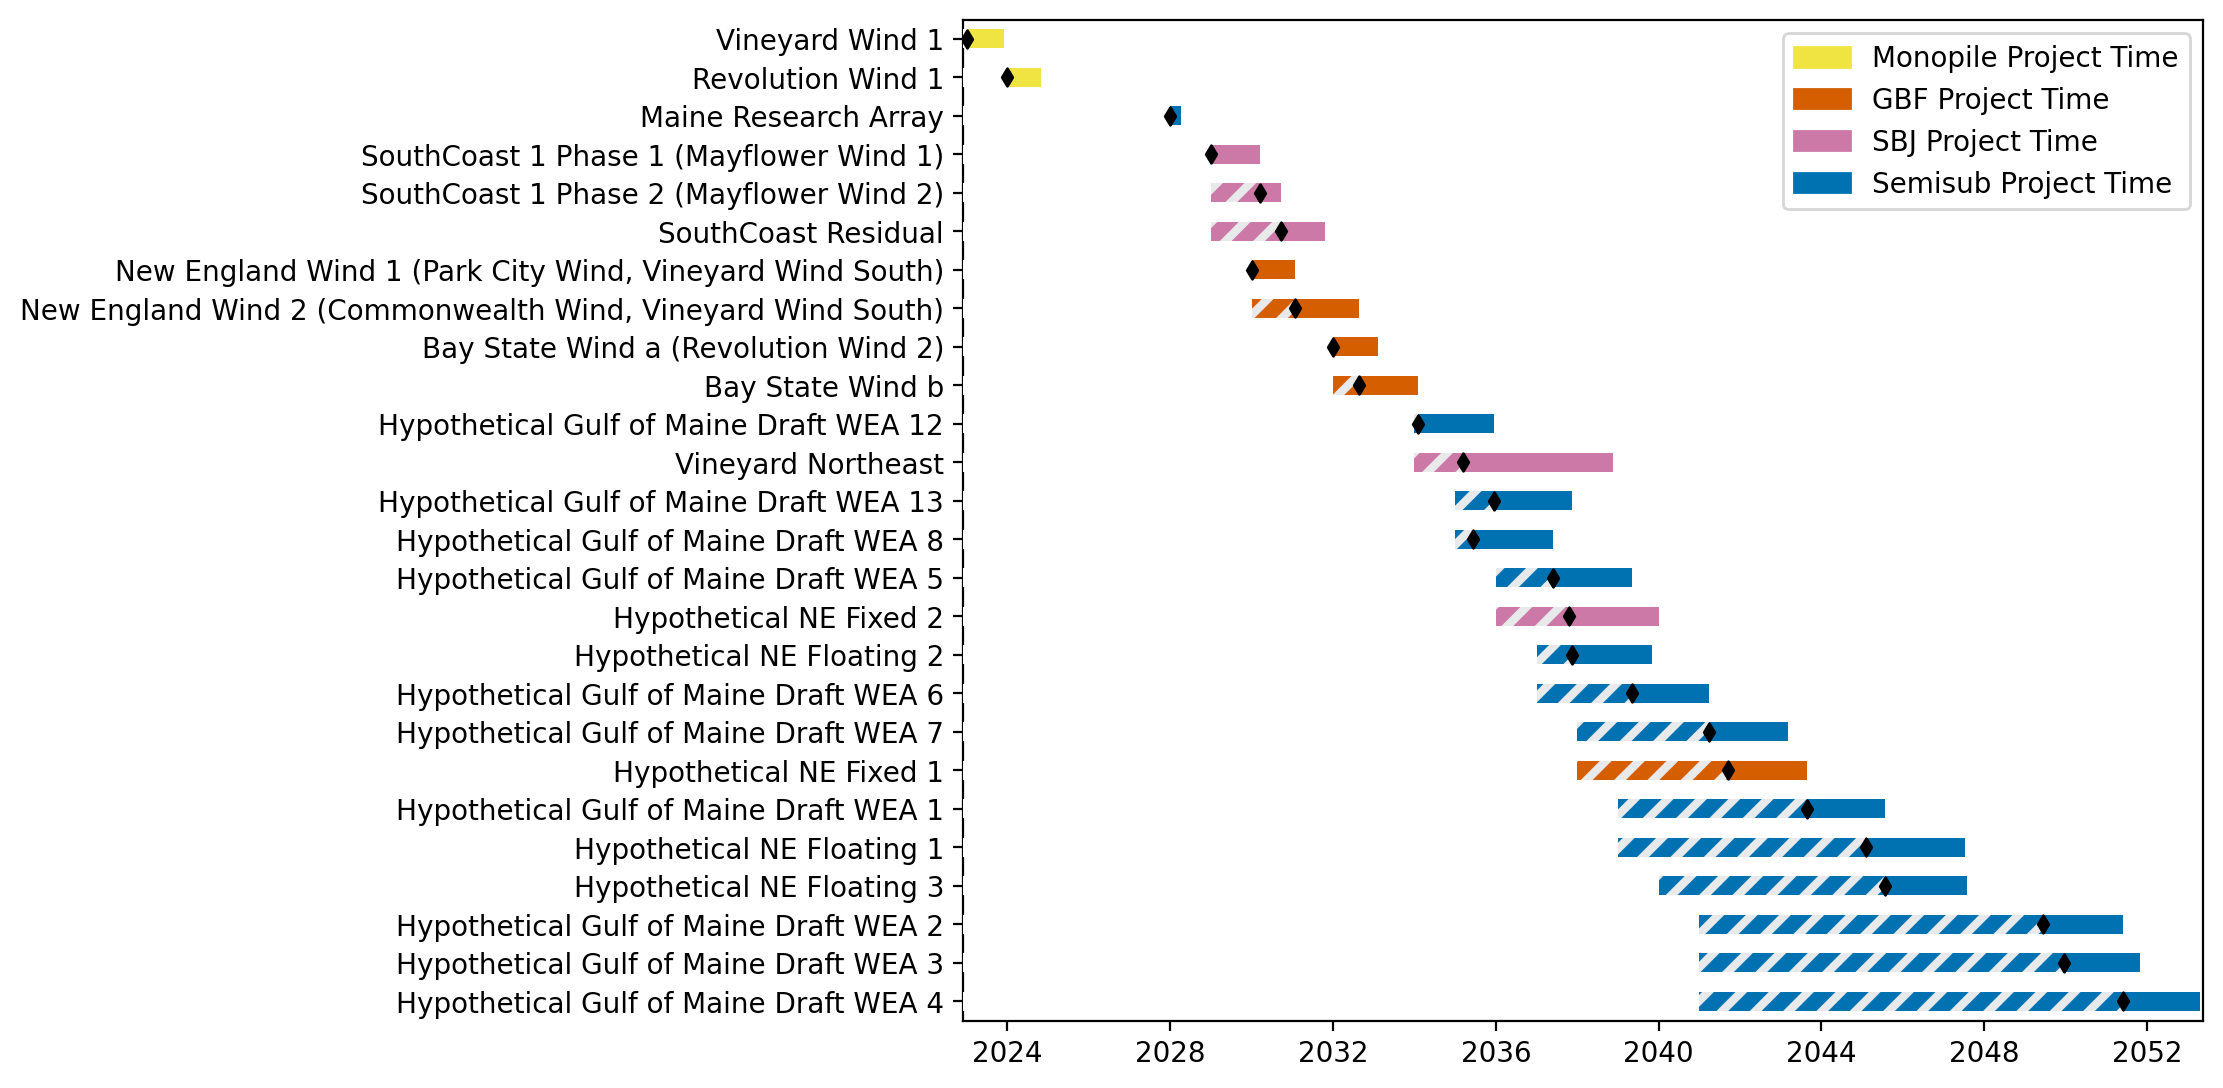 Vineyard Wind 1
Revolution Wind 1
Maine Research Array
SouthCoast 1 Phase 1 (Mayflower Wind 1)
SouthCoast 1 Phase 2 (Mayflower Wind 2)
SouthCoast Residual
New England Wind 1 (Park City Wind, Vineyard Wind South)
New England Wind 2 (Commonwealth Wind, Vineyard Wind South)
Bay State Wind a (Revolution Wind 2)
Bay State Wind b
Hypothetical Gulf of Maine Draft WEA 12
Vineyard Northeast
Hypothetical Gulf of Maine Draft WEA 13
Hypothetical Gulf of Maine Draft WEA 8
Hypothetical Gulf of Maine Draft WEA 5
Hypothetical NE Fixed 2
Hypothetical NE Floating 2
Hypothetical Gulf of Maine Draft WEA 6
Hypothetical Gulf of Maine Draft WEA 7
Hypothetical NE Fixed 1
Hypothetical Gulf of Maine Draft WEA 1
Hypothetical NE Floating 1
Hypothetical NE Floating 3
Hypothetical Gulf of Maine Draft WEA 2
Hypothetical Gulf of Maine Draft WEA 3
Hypothetical Gulf of Maine Draft WEA 4
Monopile Project Time
GBF Project Time
SBJ Project Time
Semisub Project Time
2024 2028 2032 2036 2040 2044 2048 2052